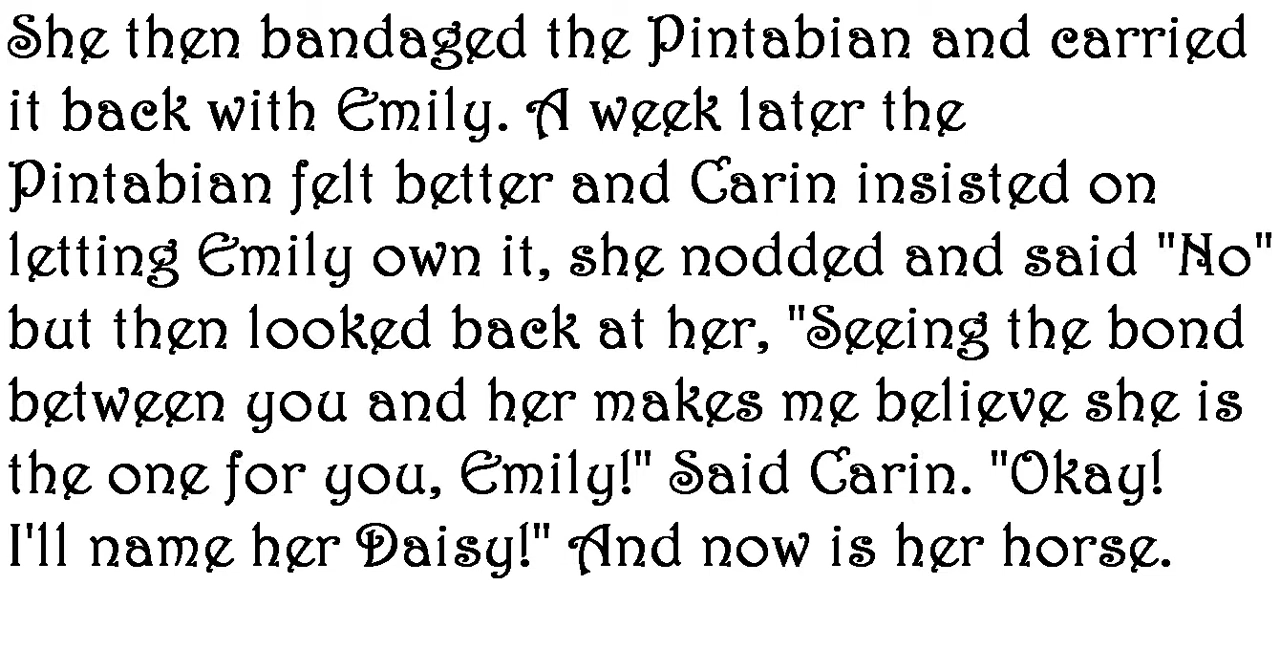 She then bandaged the Pintabian and carried
it back with Emily. A week later the
Pintabian felt better and Carin insisted on
letting Emily own it, she nodded and said "No"
but then looked back at her, "Seeing the bond
between you and her makes me believe she is
the one for you, Emily!" Said Carin. "Okay!
I'll name her Daisy!" And now is her horse.